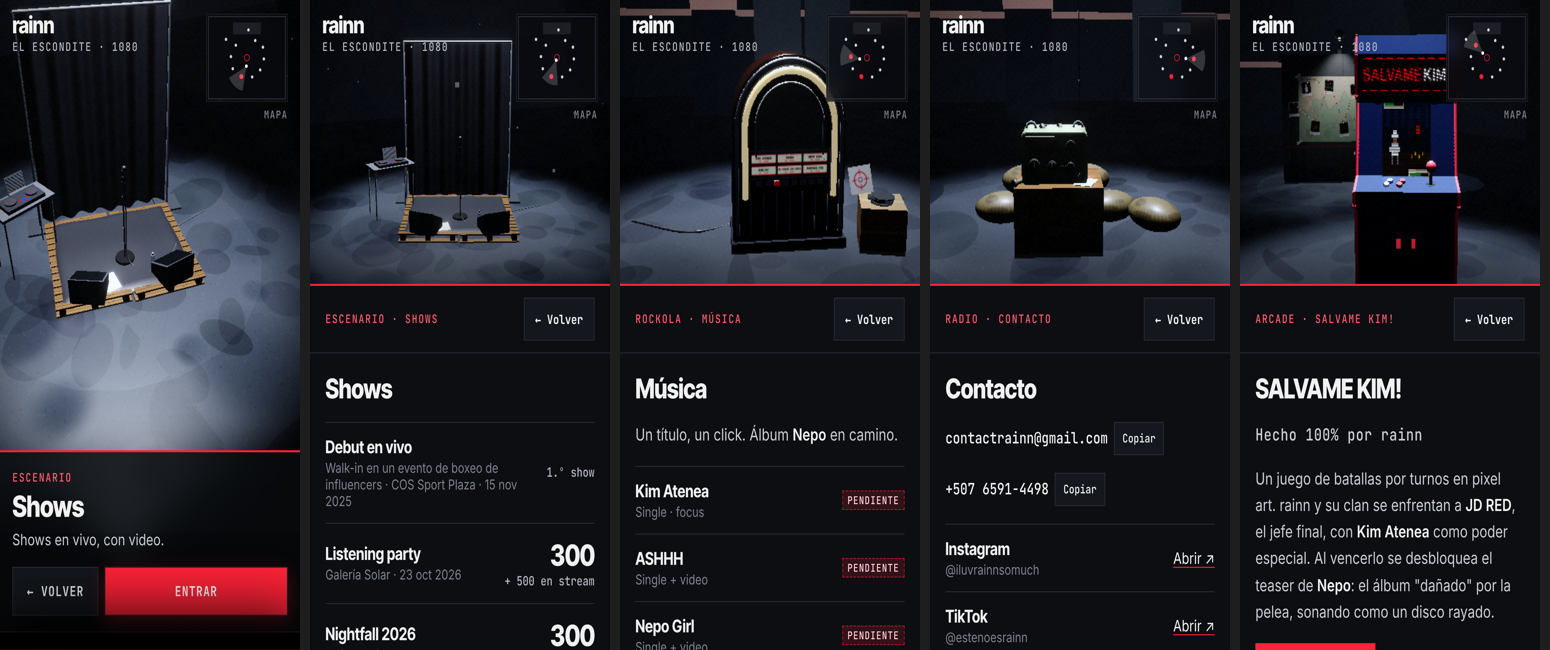 rainn
EL ESCONDITE · 1080
MAPA
ESCENARIO
Shows
Shows en vivo, con video.
← VOLVER
ENTRAR
rainn
EL ESCONDITE · 1080
MAPA
ESCENARIO · SHOWS
← Volver
Shows
Debut en vivo
Walk-in en un evento de boxeo de
influencers · COS Sport Plaza · 15 nov
2025
1.º show
Listening party
Galería Solar · 23 oct 2026
300
+ 500 en stream
Nightfall 2026
300
rainn
EL ESCONDITE · 1080
MAPA
ROCKOLA · MÚSICA
← Volver
Música
Un título, un click. Álbum Nepo en camino.
Kim Atenea
Single · focus
PENDIENTE
ASHHH
Single + video
PENDIENTE
Nepo Girl
Single + video
PENDIENTE
rainn
EL ESCONDITE · 1080
MAPA
RADIO · CONTACTO
← Volver
Contacto
contactrainn@gmail.com
Copiar
+507 6591-4498
Copiar
Instagram
@iluvrainnsomuch
Abrir ↗
TikTok
@estenoesrainn
Abrir ↗
rainn
EL ESCONDITE · 1080
SALVAMEKIM
MAPA
ARCADE · SALVAME KIM!
← Volver
SALVAME KIM!
Hecho 100% por rainn
Un juego de batallas por turnos en pixel
art. rainn y su clan se enfrentan a JD RED,
el jefe final, con Kim Atenea como poder
especial. Al vencerlo se desbloquea el
teaser de Nepo: el álbum "dañado" por la
pelea, sonando como un disco rayado.